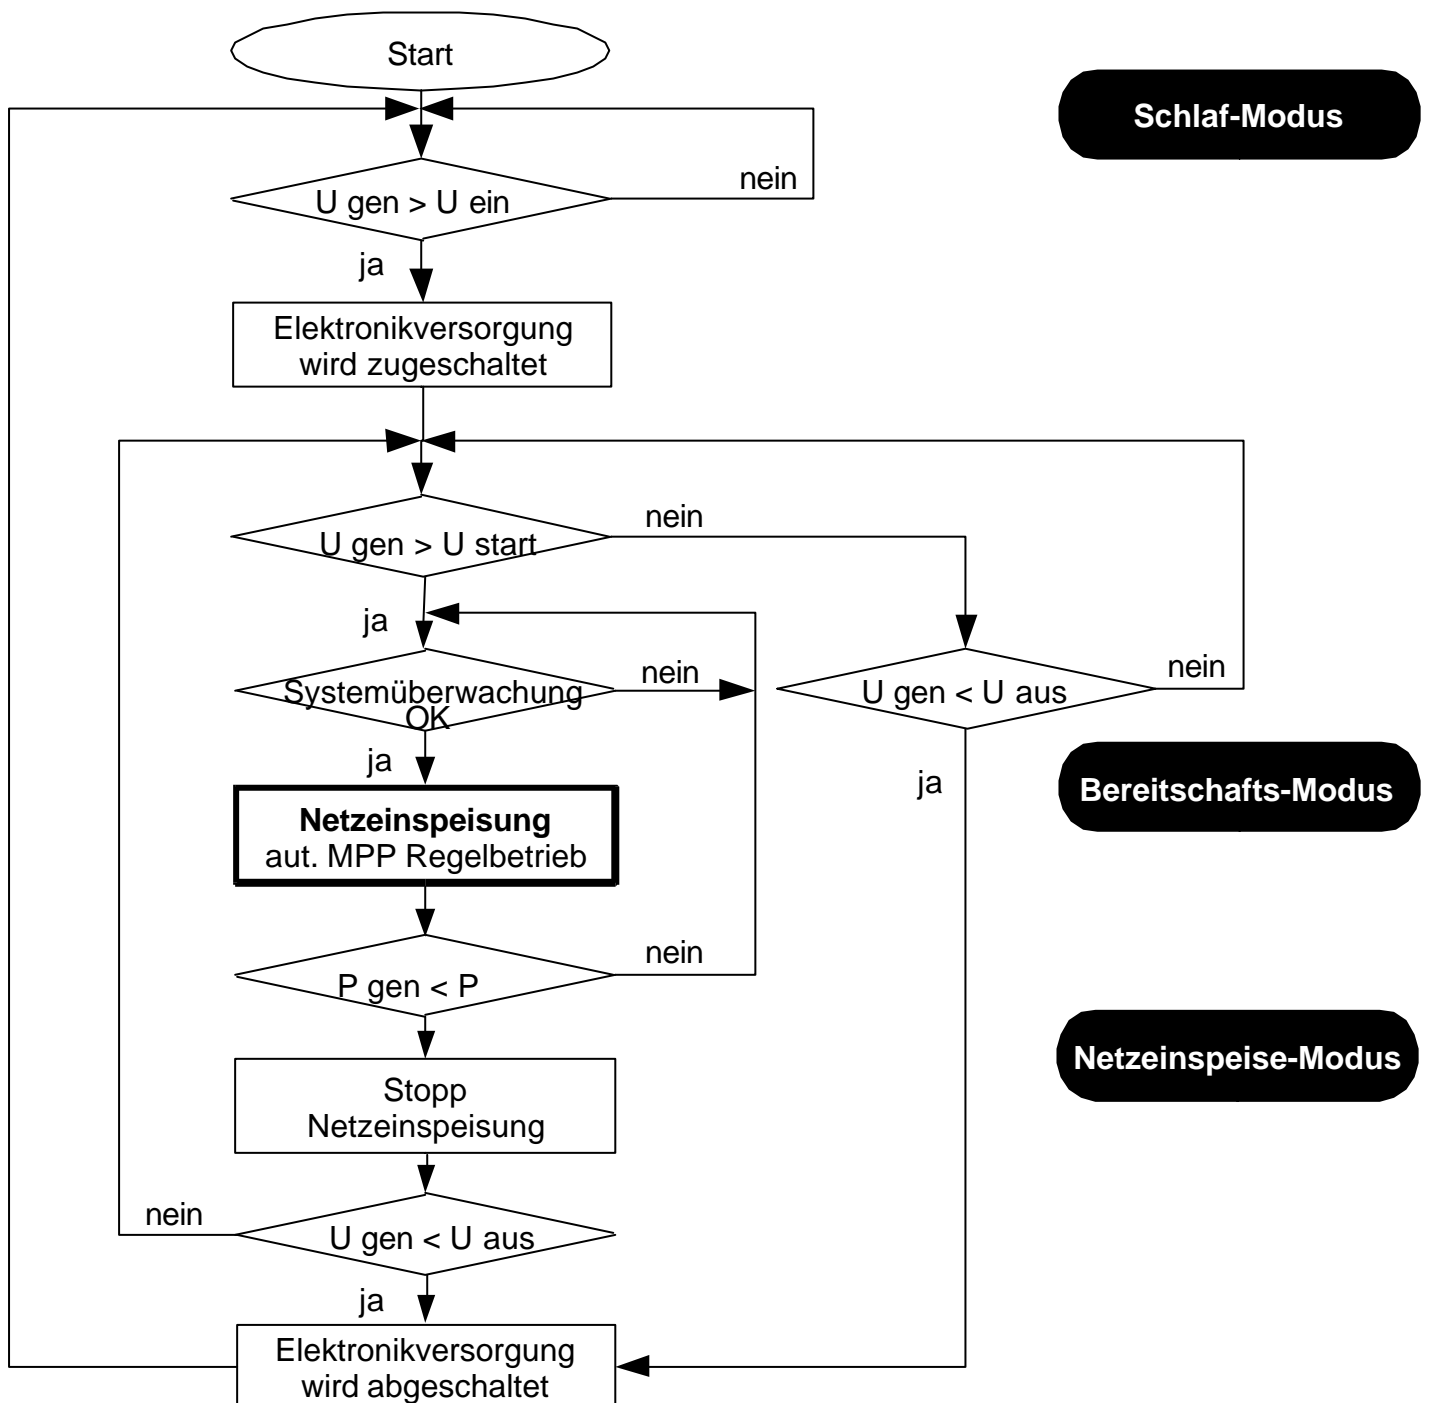 Start
Schlaf-Modus
nein
U gen > U ein
ja
Elektronikversorgung
wird zugeschaltet
nein
U gen > U start
ja
nein
nein
Systemüberwachung
OK
U gen < U aus
ja
ja
Bereitschafts-Modus
Netzeinspeisung
aut. MPP Regelbetrieb
nein
P gen < P
Netzeinspeise-Modus
Stopp
Netzeinspeisung
nein
U gen < U aus
ja
Elektronikversorgung
wird abgeschaltet